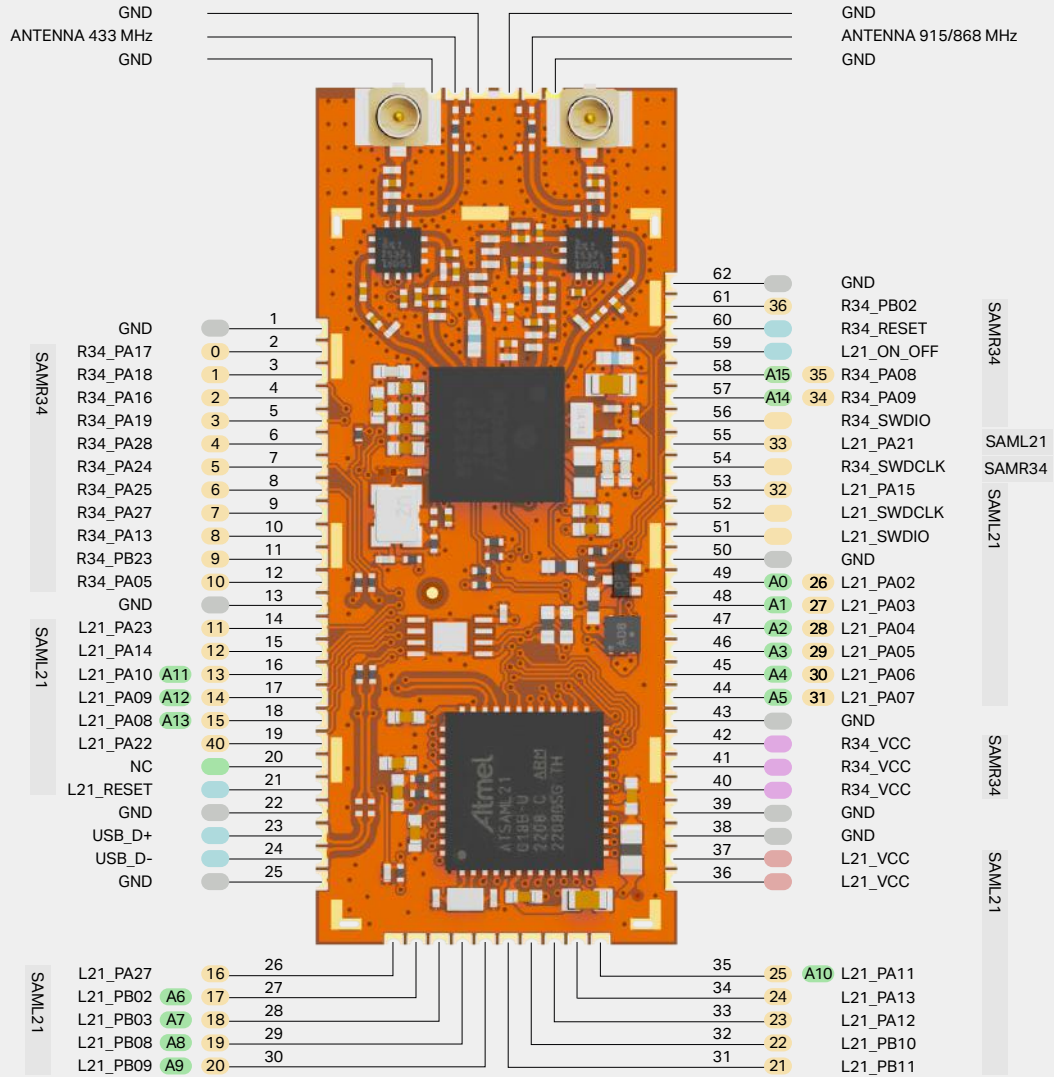 GND GND
ANTENNA 433 MHz ANTENNA 915/868 MHz
GND GND
62 GND
61 36 R34_PB02
GND 1 60 R34_RESET
R34_PA17 0 2 59 L21_ON_OFF
R34_PA18 1 3 58 A15 35 R34_PA08
R34_PA16 2 4 57 A14 34 R34_PA09
R34_PA19 3 5 56 R34_SWDIO
R34_PA28 4 6 55 33 L21_PA21
R34_PA24 5 7 54 R34_SWDCLK
R34_PA25 6 8 53 32 L21_PA15
R34_PA27 7 9 52 L21_SWDCLK
R34_PA13 8 10 51 L21_SWDIO
R34_PB23 9 11 50 GND
R34_PA05 10 12 49 A0 26 L21_PA02
GND 13 48 A1 27 L21_PA03
L21_PA23 11 14 47 A2 28 L21_PA04
L21_PA14 12 15 46 A3 29 L21_PA05
L21_PA10 A11 13 16 45 A4 30 L21_PA06
L21_PA09 A12 14 17 44 A5 31 L21_PA07
L21_PA08 A13 15 18 43 GND
L21_PA22 40 19 42 R34_VCC
NC 20 41 R34_VCC
L21_RESET 21 40 R34_VCC
GND 22 39 GND
USB_D+ 23 38 GND
USB_D- 24 37 L21_VCC
GND 25 36 L21_VCC
L21_PA27 16 26 35 25 A10 L21_PA11
L21_PB02 A6 17 27 34 24 L21_PA13
L21_PB03 A7 18 28 33 23 L21_PA12
L21_PB08 A8 19 29 32 22 L21_PB10
L21_PB09 A9 20 30 31 21 L21_PB11
SAMR34
SAML21
SAML21
SAMR34
SAML21
SAMR34
SAML21
SAMR34
SAML21
Atmel ARM
ATSAML21
G18B-U
2208 C
TH